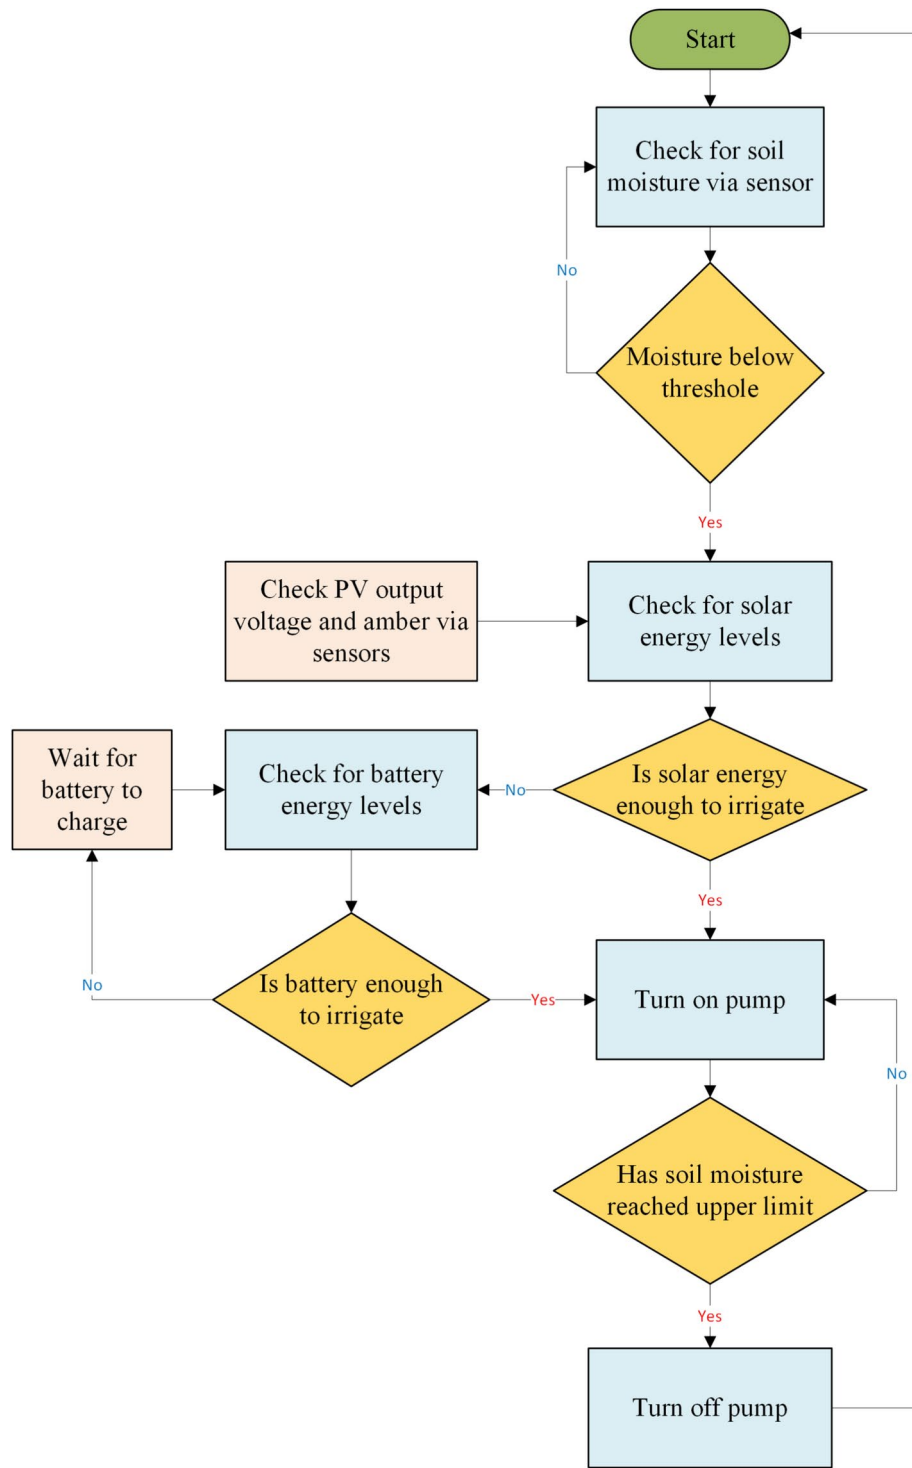 Start
Check for soil
moisture via sensor
No
Moisture below
threshole
Yes
Check PV output
voltage and amber via
sensors
Check for solar
energy levels
Wait for
battery to
charge
Check for battery
energy levels
No
Is solar energy
enough to irrigate
Yes
No
Is battery enough
to irrigate
Yes
Turn on pump
No
Has soil moisture
reached upper limit
Yes
Turn off pump